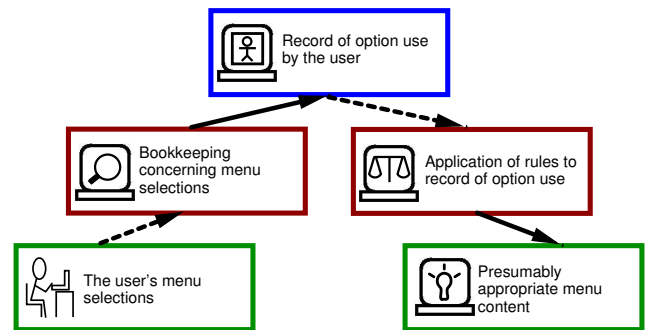 Record of option use
by the user
Bookkeeping
concerning menu
selections
Application of rules to
record of option use
The user's menu
selections
Presumably
appropriate menu
content